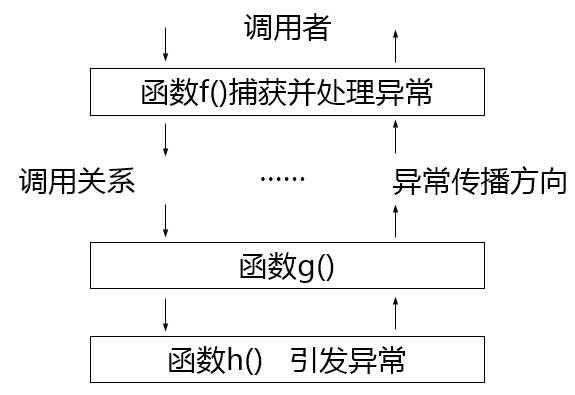 调用者
函数f()捕获并处理异常
调用关系 …… 异常传播方向
函数g()
函数h() 引发异常